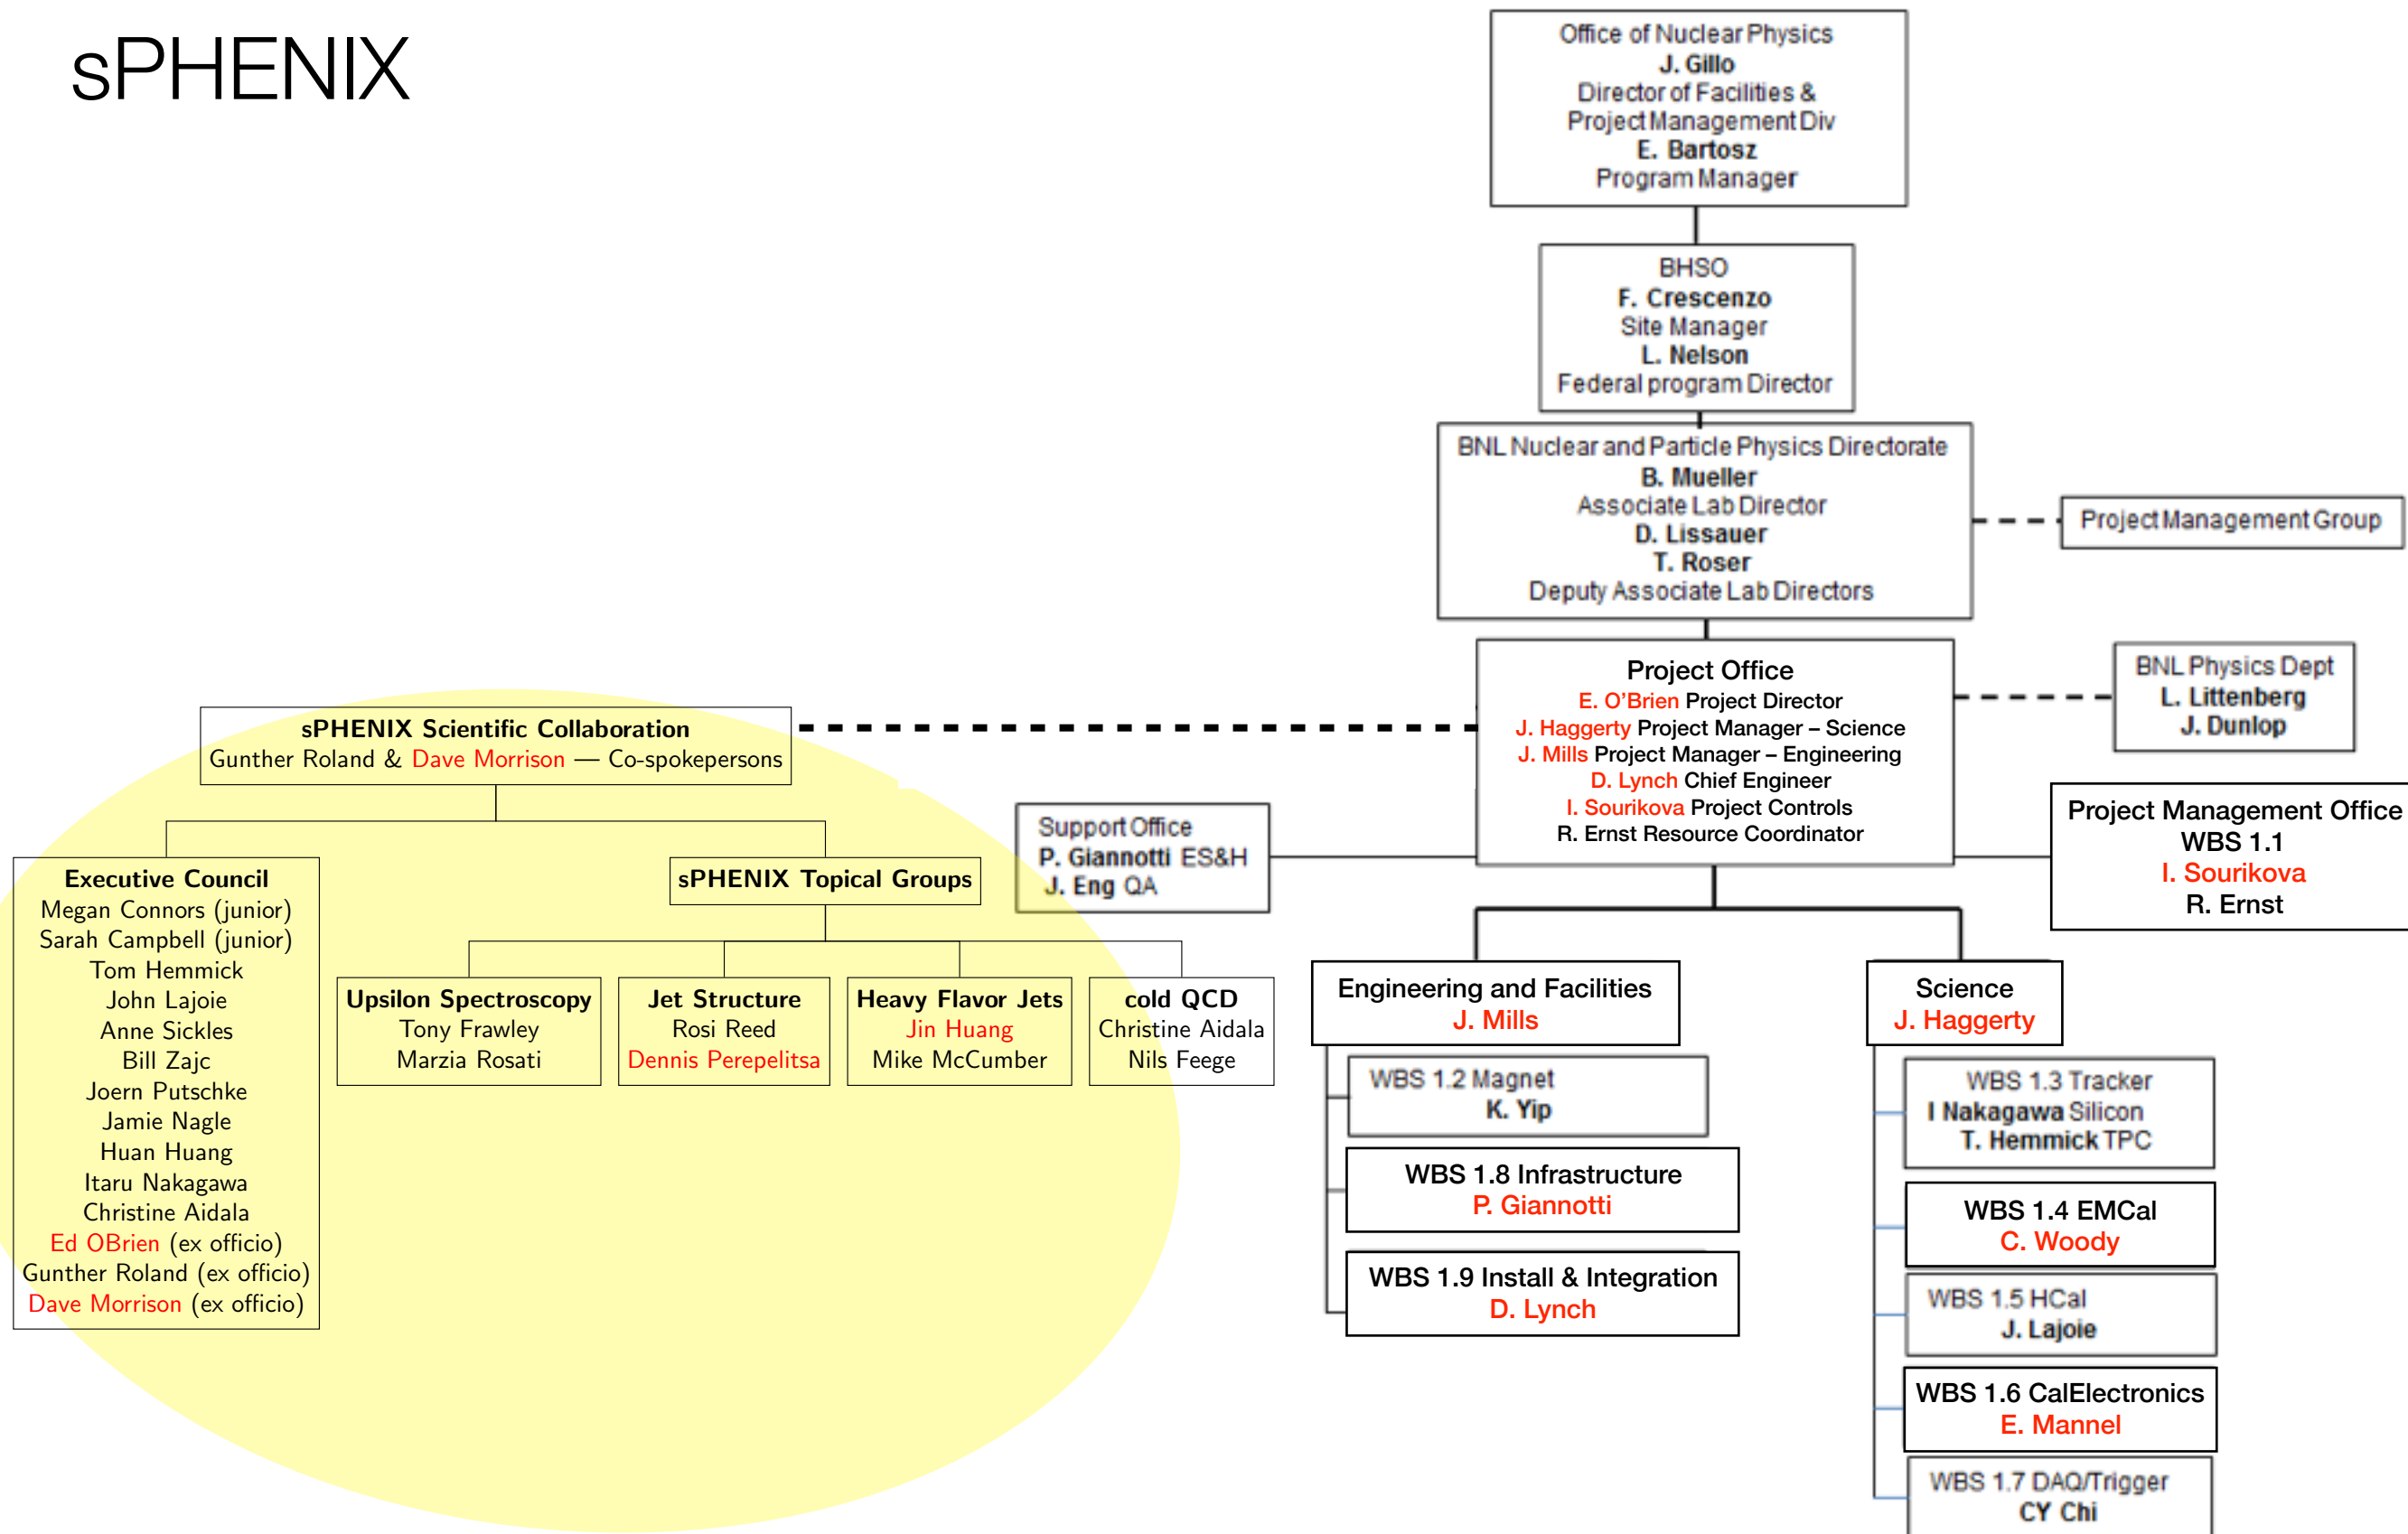 sPHENIX
Office of Nuclear Physics
J. Gillo
Director of Facilities &
Project Management Div
E. Bartosz
Program Manager
BHSO
F. Crescenzo
Site Manager
L. Nelson
Federal program Director
BNL Nuclear and Particle Physics Directorate
B. Mueller
Associate Lab Director
D. Lissauer
T. Roser
Deputy Associate Lab Directors
Project Management Group
Project Office
E. O’Brien Project Director
J. Haggerty Project Manager – Science
J. Mills Project Manager – Engineering
D. Lynch Chief Engineer
I. Sourikova Project Controls
R. Ernst Resource Coordinator
BNL Physics Dept
L. Littenberg
J. Dunlop
sPHENIX Scientific Collaboration
Gunther Roland & Dave Morrison — Co-spokepersons
Support Office
P. Giannotti ES&H
J. Eng QA
Project Management Office
WBS 1.1
I. Sourikova
R. Ernst
Executive Council
Megan Connors (junior)
Sarah Campbell (junior)
Tom Hemmick
John Lajoie
Anne Sickles
Bill Zajc
Joern Putschke
Jamie Nagle
Huan Huang
Itaru Nakagawa
Christine Aidala
Ed OBrien (ex officio)
Gunther Roland (ex officio)
Dave Morrison (ex officio)
sPHENIX Topical Groups
Upsilon Spectroscopy
Tony Frawley
Marzia Rosati
Jet Structure
Rosi Reed
Dennis Perepelitsa
Heavy Flavor Jets
Jin Huang
Mike McCumber
cold QCD
Christine Aidala
Nils Feege
Engineering and Facilities
J. Mills
WBS 1.2 Magnet
K. Yip
WBS 1.8 Infrastructure
P. Giannotti
WBS 1.9 Install & Integration
D. Lynch
Science
J. Haggerty
WBS 1.3 Tracker
I Nakagawa Silicon
T. Hemmick TPC
WBS 1.4 EMCal
C. Woody
WBS 1.5 HCal
J. Lajoie
WBS 1.6 CalElectronics
E. Mannel
WBS 1.7 DAQ/Trigger
CY Chi